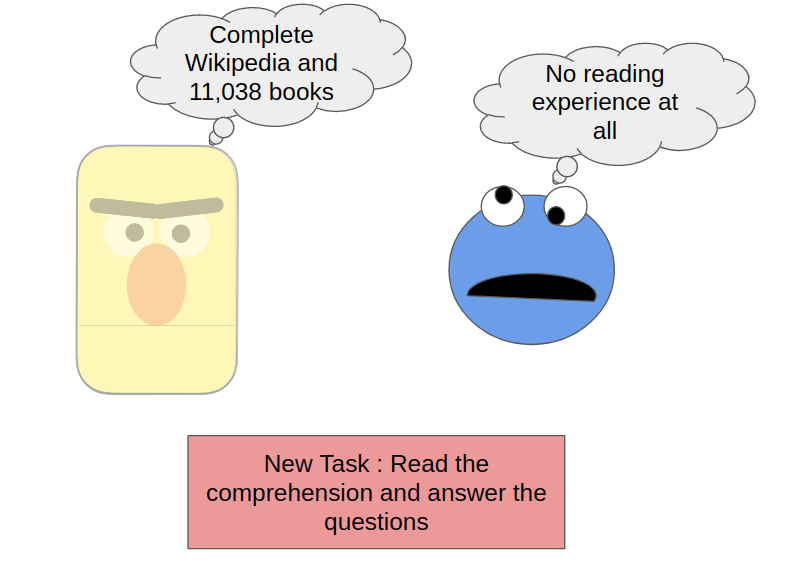 Complete
Wikipedia and
11,038 books
No reading
experience at
all
New Task : Read the
comprehension and answer the
questions